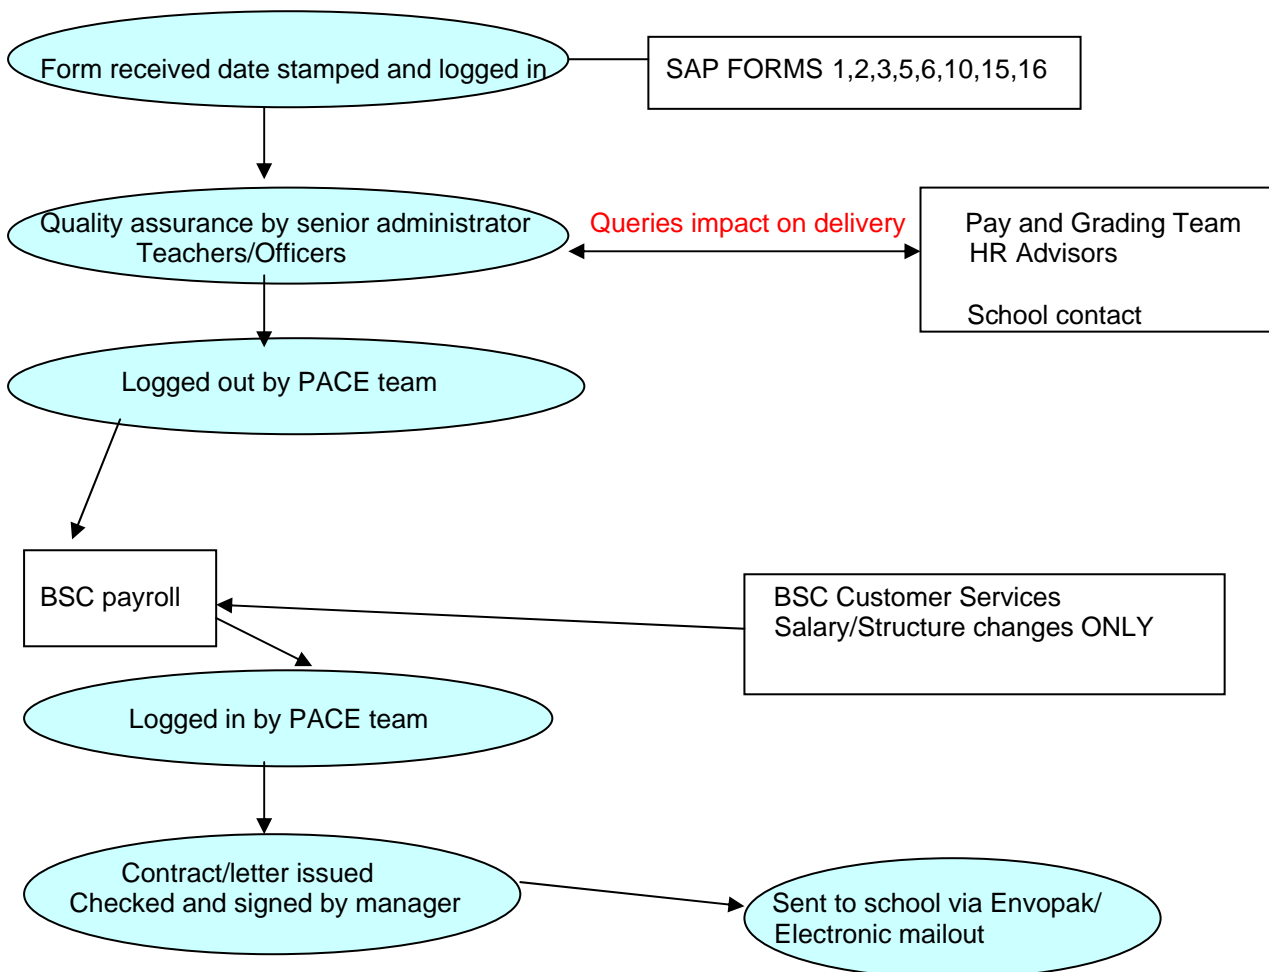 Form received date stamped and logged in
SAP FORMS 1,2,3,5,6,10,15,16
Quality assurance by senior administrator
Teachers/Officers
Queries impact on delivery
Pay and Grading Team
HR Advisors
School contact
Logged out by PACE team
BSC payroll
BSC Customer Services
Salary/Structure changes ONLY
Logged in by PACE team
Contract/letter issued
Checked and signed by manager
Sent to school via Envopak/
Electronic mailout